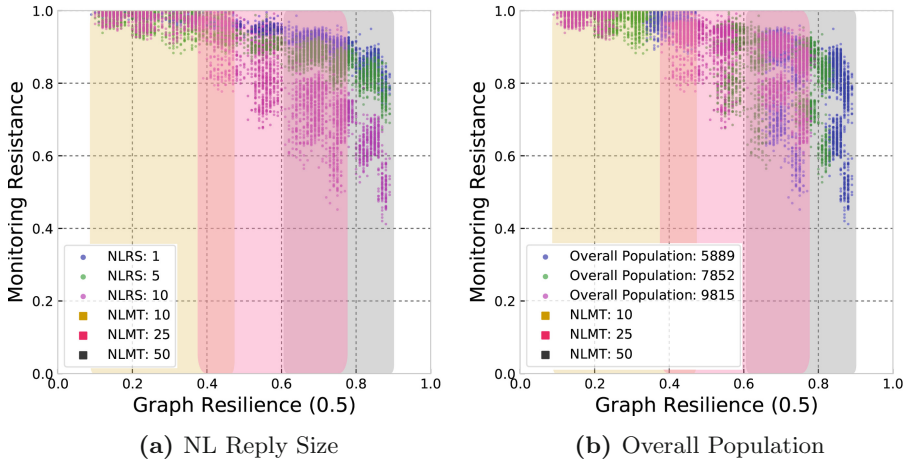 Monitoring Resistance
1.0
0.8
0.6
0.4
0.2
0.0
NLRS: 1
NLRS: 5
NLRS: 10
NLMT: 10
NLMT: 25
NLMT: 50
0.0 0.2 0.4 0.6 0.8 1.0
Graph Resilience (0.5)
(a) NL Reply Size
Monitoring Resistance
1.0
0.8
0.6
0.4
0.2
0.0
Overall Population: 5889
Overall Population: 7852
Overall Population: 9815
NLMT: 10
NLMT: 25
NLMT: 50
0.0 0.2 0.4 0.6 0.8 1.0
Graph Resilience (0.5)
(b) Overall Population